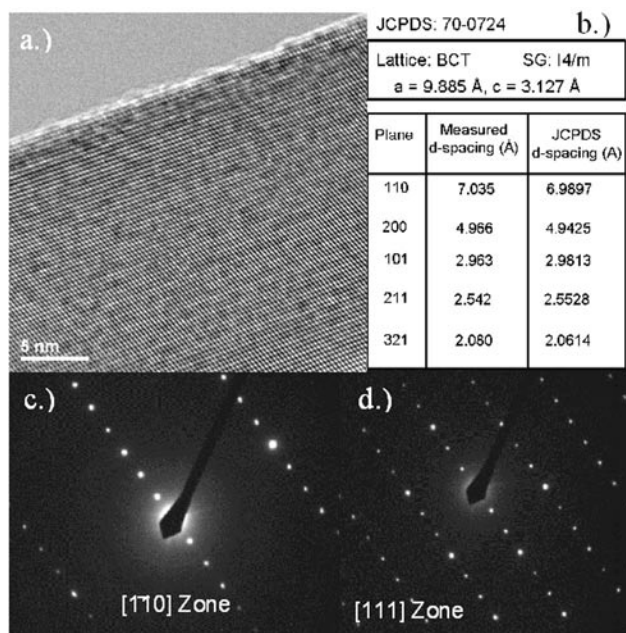 a.)
5 nm
JCPDS: 70-0724 b.)
Lattice: BCT SG: I4/m
a = 9.885 Å, c = 3.127 Å
Plane Measured d-spacing (Å) JCPDS d-spacing (A)
110 7.035 6.9897
200 4.966 4.9425
101 2.963 2.9813
211 2.542 2.5528
321 2.080 2.0614
c.)
[1-10] Zone
d.)
[111] Zone